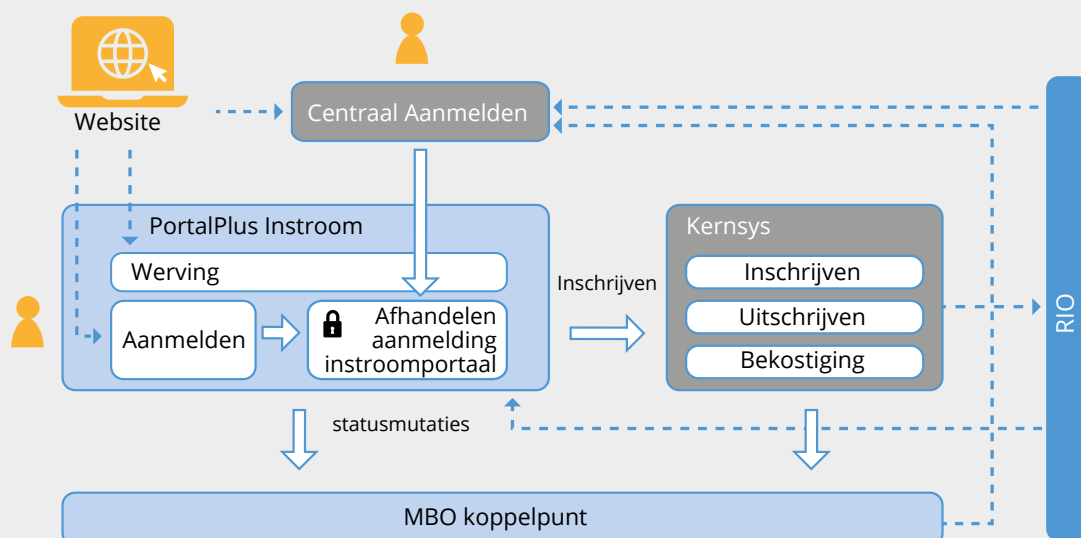 Website
Centraal Aanmelden
PortalPlus Instroom
Werving
Aanmelden
Afhandelen
aanmelding
instroomportaal
Inschrijven
Kernsys
Inschrijven
Uitschrijven
Bekostiging
RIO
statusmutaties
MBO koppelpunt